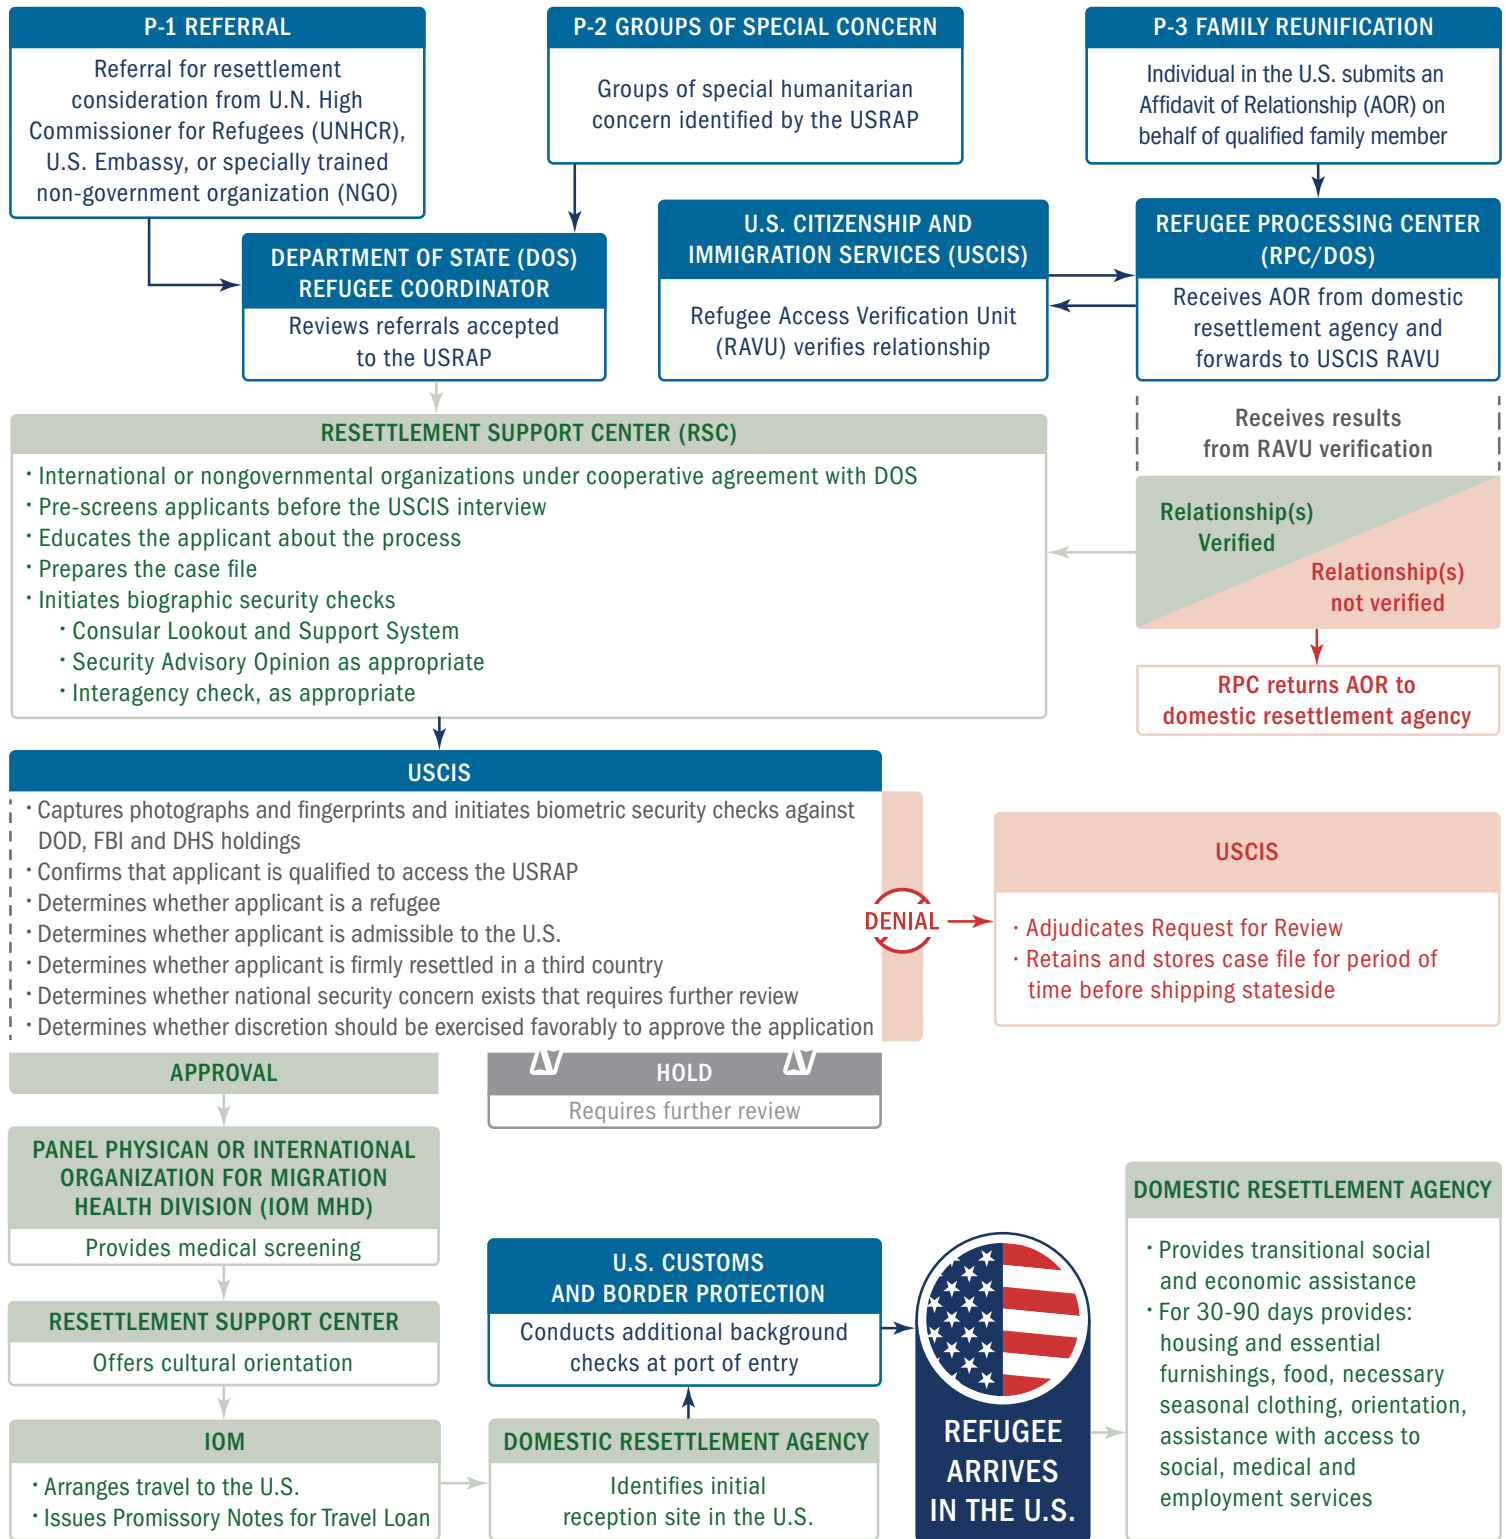 P-1 REFERRAL
Referral for resettlement
consideration from U.N. High
Commissioner for Refugees (UNHCR),
U.S. Embassy, or specially trained
non-government organization (NGO)
P-2 GROUPS OF SPECIAL CONCERN
Groups of special humanitarian
concern identified by the USRAP
P-3 FAMILY REUNIFICATION
Individual in the U.S. submits an
Affidavit of Relationship (AOR) on
behalf of qualified family member
DEPARTMENT OF STATE (DOS)
REFUGEE COORDINATOR
Reviews referrals accepted
to the USRAP
U.S. CITIZENSHIP AND
IMMIGRATION SERVICES (USCIS)
Refugee Access Verification Unit
(RAVU) verifies relationship
REFUGEE PROCESSING CENTER
(RPC/DOS)
Receives AOR from domestic
resettlement agency and
forwards to USCIS RAVU
Receives results
from RAVU verification
Relationship(s)
Verified
Relationship(s)
not verified
RPC returns AOR to
domestic resettlement agency
RESETTLEMENT SUPPORT CENTER (RSC)
· International or nongovernmental organizations under cooperative agreement with DOS
· Pre-screens applicants before the USCIS interview
· Educates the applicant about the process
· Prepares the case file
· Initiates biographic security checks
· Consular Lookout and Support System
· Security Advisory Opinion as appropriate
· Interagency check, as appropriate
USCIS
· Captures photographs and fingerprints and initiates biometric security checks against
DOD, FBI and DHS holdings
· Confirms that applicant is qualified to access the USRAP
· Determines whether applicant is a refugee
· Determines whether applicant is admissible to the U.S.
· Determines whether applicant is firmly resettled in a third country
· Determines whether national security concern exists that requires further review
· Determines whether discretion should be exercised favorably to approve the application
DENIAL
USCIS
· Adjudicates Request for Review
· Retains and stores case file for period of
time before shipping stateside
APPROVAL
HOLD
Requires further review
PANEL PHYSICAN OR INTERNATIONAL
ORGANIZATION FOR MIGRATION
HEALTH DIVISION (IOM MHD)
Provides medical screening
RESETTLEMENT SUPPORT CENTER
Offers cultural orientation
IOM
· Arranges travel to the U.S.
· Issues Promissory Notes for Travel Loan
DOMESTIC RESETTLEMENT AGENCY
Identifies initial
reception site in the U.S.
U.S. CUSTOMS
AND BORDER PROTECTION
Conducts additional background
checks at port of entry
REFUGEE
ARRIVES
IN THE U.S.
DOMESTIC RESETTLEMENT AGENCY
· Provides transitional social
and economic assistance
· For 30-90 days provides:
housing and essential
furnishings, food, necessary
seasonal clothing, orientation,
assistance with access to
social, medical and
employment services